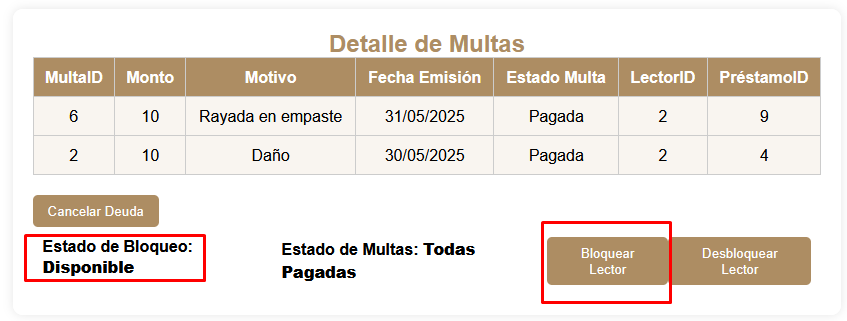 Detalle de Multas
MultaID Monto Motivo Fecha Emisión Estado Multa LectorID PréstamoID
6 10 Rayada en empaste 31/05/2025 Pagada 2 9
2 10 Daño 30/05/2025 Pagada 2 4
Cancelar Deuda
Estado de Bloqueo:
Disponible
Estado de Multas: Todas
Pagadas
Bloquear
Lector
Desbloquear
Lector